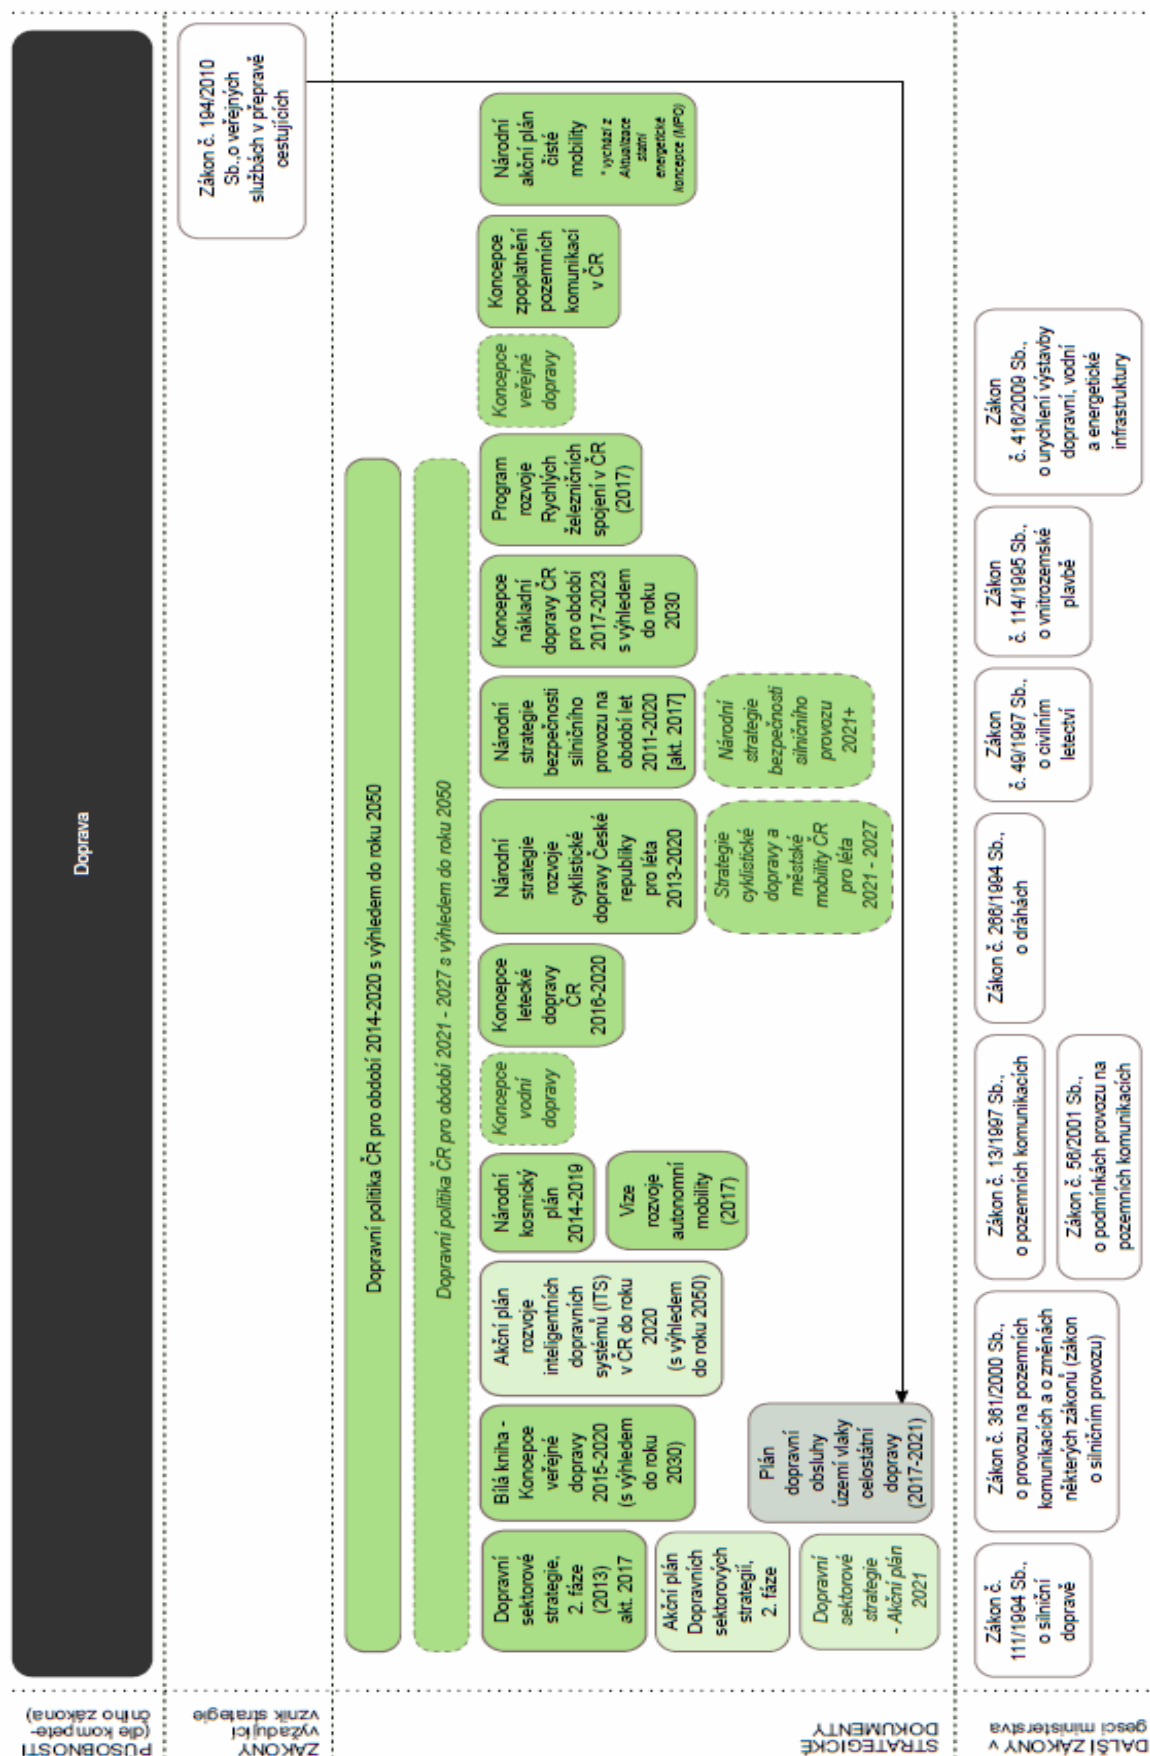 PŮSOBNOSTI
(dle kompete-
nčního zákona)
Doprava
ZÁKONY
vyžadující
vznik strategie
Zákon č. 194/2010
Sb.,o veřejných
službách v přepravě
cestujících
STRATEGICKÉ
DOKUMENTY
Dopravní politika ČR pro období 2014-2020 s výhledem do roku 2050
Dopravní politika ČR pro období 2021 - 2027 s výhledem do roku 2050
Dopravní
sektorové
strategie,
2. fáze
(2013)
akt. 2017
Akční plán
Dopravních
sektorových
strategií,
2. fáze
Dopravní
sektorové
strategie
- Akční plán
2021
Bílá kniha -
Koncepce
veřejné
dopravy
2015-2020
(s výhledem
do roku
2030)
Plán
dopravní
obsluhy
území vlaky
celostátní
dopravy
(2017-2021)
Akční plán
rozvoje
inteligentních
dopravních
systémů (ITS)
v ČR do roku
2020
(s výhledem
do roku 2050)
Národní
kosmický
plán
2014-2019
Vize
rozvoje
autonomní
mobility
(2017)
Koncepce
vodní
dopravy
Koncepce
letecké
dopravy
ČR
2016-2020
Národní
strategie
rozvoje
cyklistické
dopravy České
republiky
pro léta
2013-2020
Strategie
cyklistické
dopravy a
městské
mobility ČR
pro léta
2021 - 2027
Národní
strategie
bezpečnosti
silničního
provozu na
období let
2011-2020
[akt. 2017]
Národní
strategie
bezpečnosti
silničního
provozu
2021+
Koncepce
nákladní
dopravy ČR
pro období
2017-2023
s výhledem
do roku
2030
Program
rozvoje
Rychlých
železničních
spojení v ČR
(2017)
Koncepce
veřejné
dopravy
Koncepce
zpoplatnění
pozemních
komunikací
v ČR
Národní
akční plán
čisté
mobility
* vychází z
Aktualizace
statní
energetické
koncepce (MPO)
DALŠÍ ZÁKONY v
gesci ministerstva
Zákon č.
111/1994 Sb.,
o silniční
dopravě
Zákon č. 361/2000 Sb.,
o provozu na pozemních
komunikacích a o změnách
některých zákonů (zákon
o silničním provozu)
Zákon č. 13/1997 Sb.,
o pozemních komunikacích
Zákon č. 56/2001 Sb.,
o podmínkách provozu na
pozemních komunikacích
Zákon č. 266/1994 Sb.,
o dráhách
Zákon
č. 49/1997 Sb.,
o civilním
letectví
Zákon
č. 114/1995 Sb.,
o vnitrozemské
plavbě
Zákon
č. 416/2009 Sb.,
o urychlení výstavby
dopravní, vodní
a energetické
infrastruktury